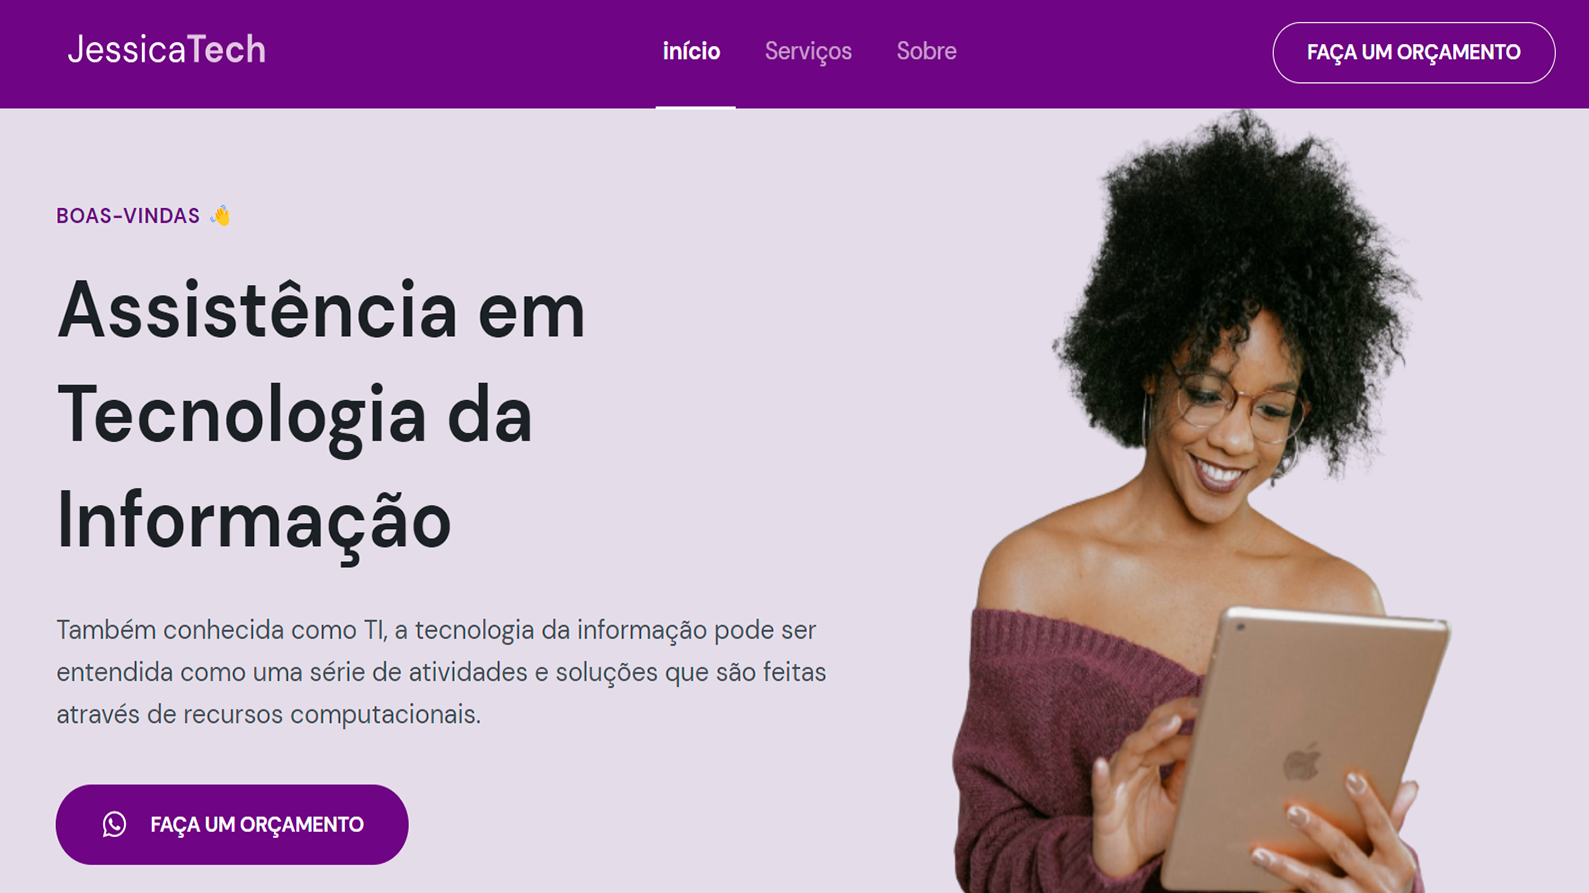 JessicaTech
início
Serviços
Sobre
FAÇA UM ORÇAMENTO
BOAS-VINDAS 👋
Assistência em
Tecnologia da
Informação
Também conhecida como TI, a tecnologia da informação pode ser
entendida como uma série de atividades e soluções que são feitas
através de recursos computacionais.
FAÇA UM ORÇAMENTO